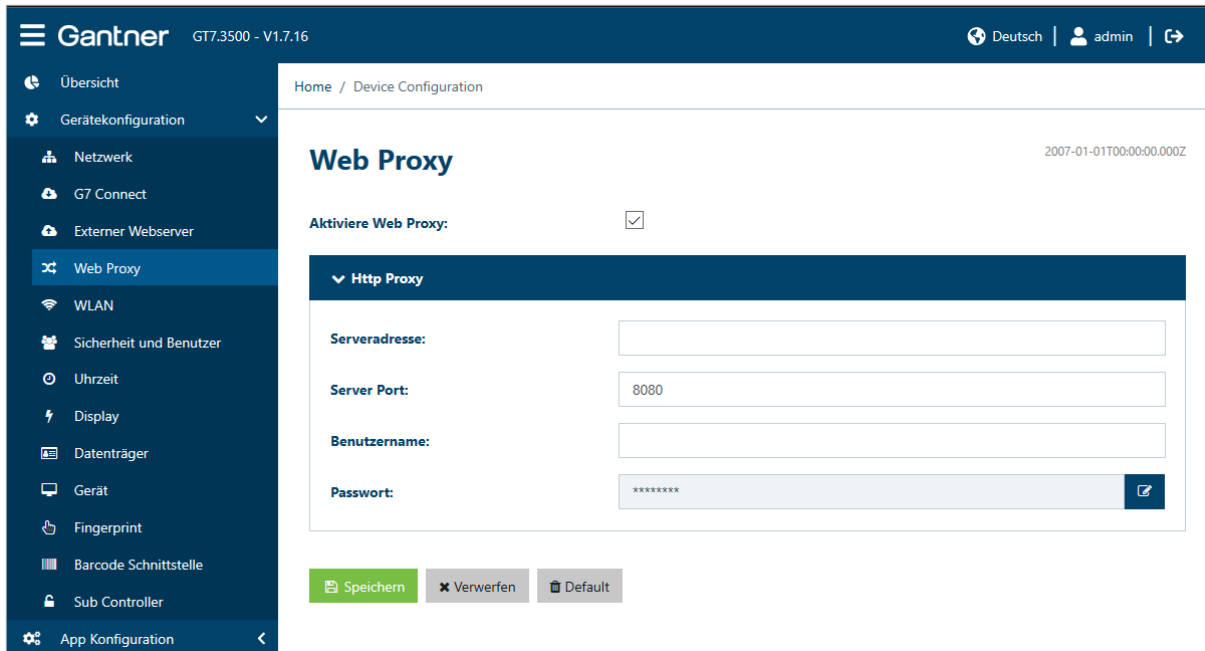 Gantner GT7.3500 - V1.7.16 Deutsch | admin |
Übersicht
Gerätekonfiguration
Netzwerk
G7 Connect
Externer Webserver
Web Proxy
WLAN
Sicherheit und Benutzer
Uhrzeit
Display
Datenträger
Gerät
Fingerprint
Barcode Schnittstelle
Sub Controller
App Konfiguration
Home / Device Configuration
Web Proxy 2007-01-01T00:00:00.000Z
Aktiviere Web Proxy:
Http Proxy
Serveradresse:
Server Port: 8080
Benutzername:
Passwort: ********
Speichern Verwerfen Default